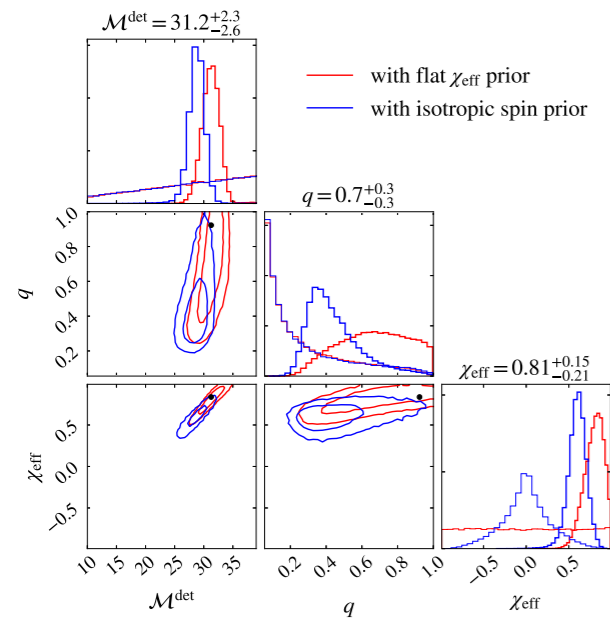 𝓜^det = 31.2^{+2.3}_{−2.6}
with flat χ_eff prior
with isotropic spin prior
q = 0.7^{+0.3}_{−0.3}
1.0
0.8
0.6
0.4
0.2
q
χ_eff = 0.81^{+0.15}_{−0.21}
0.5
0.0
−0.5
χ_eff
10 15 20 25 30 35
0.2 0.4 0.6 0.8 1.0
−0.5 0.0 0.5
𝓜^det
q
χ_eff